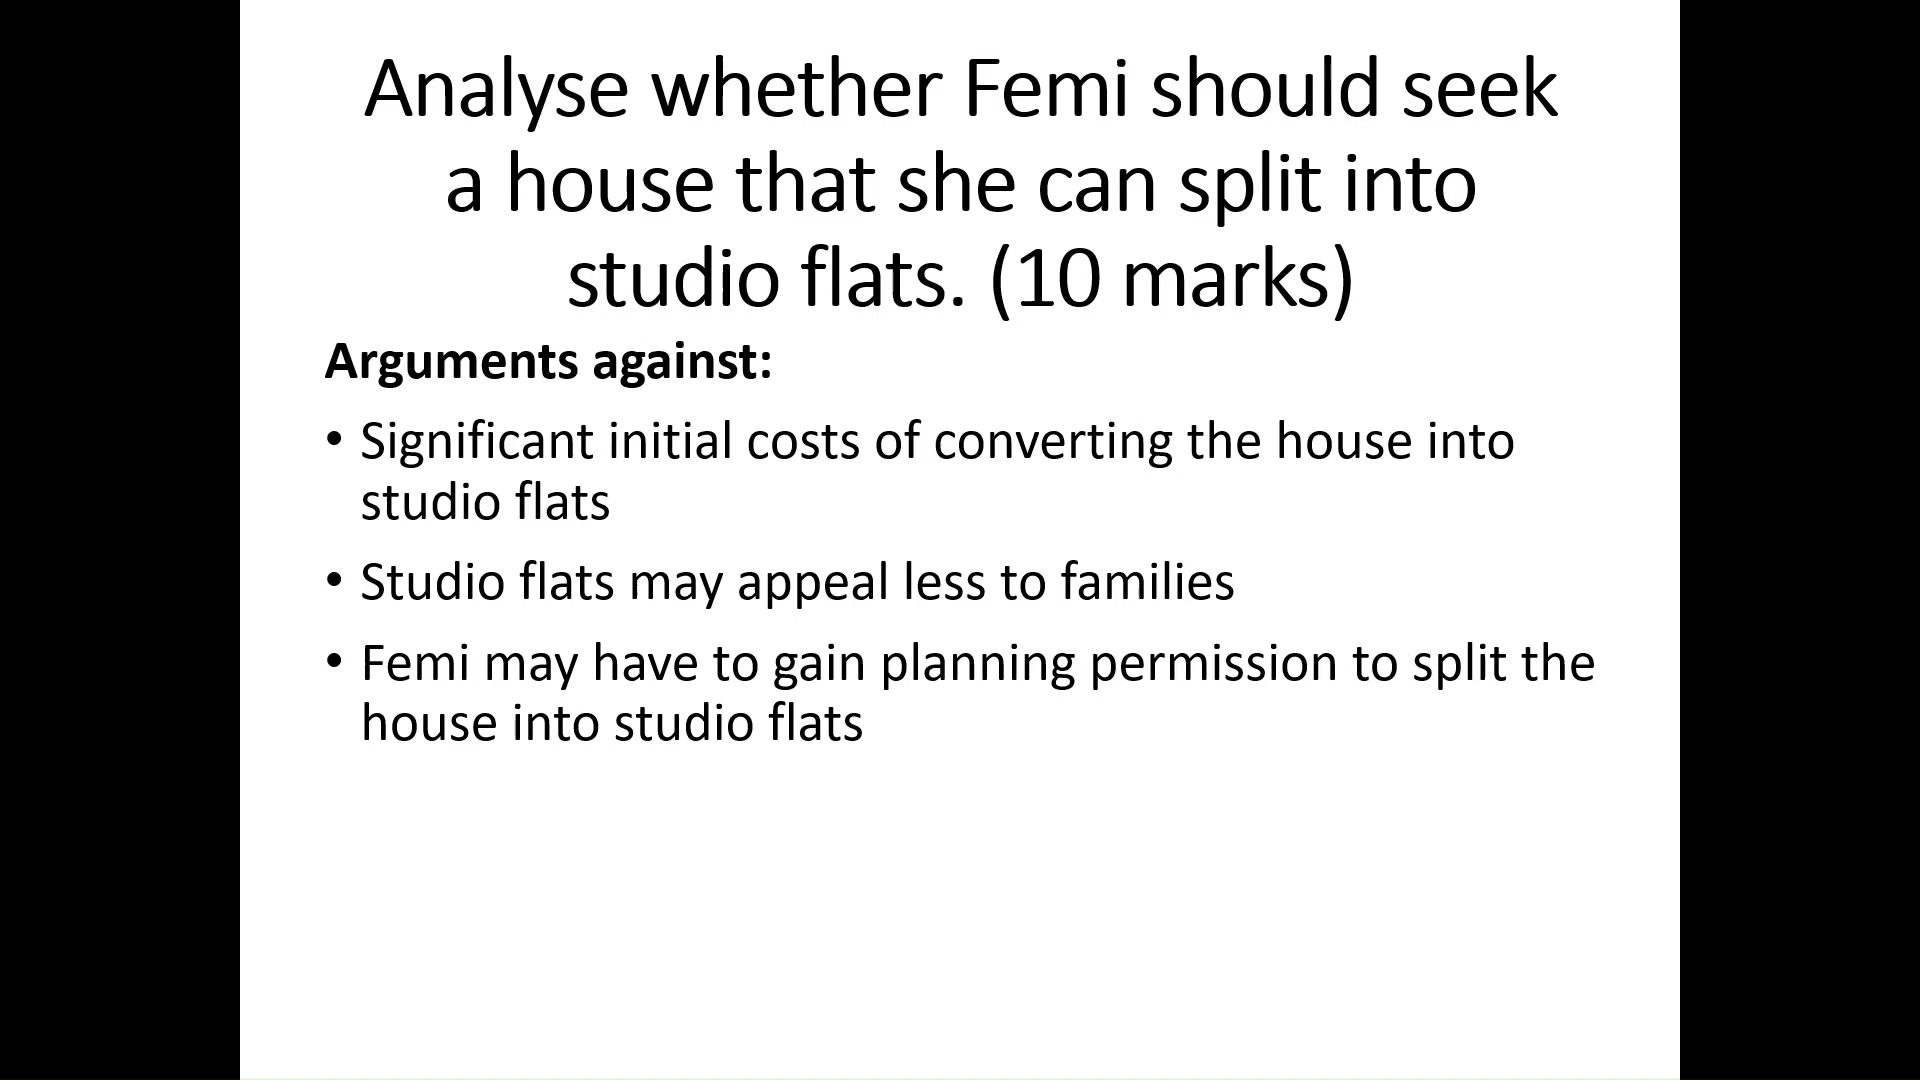 Analyse whether Femi should seek
a house that she can split into
studio flats. (10 marks)
Arguments against:
• Significant initial costs of converting the house into
studio flats
• Studio flats may appeal less to families
• Femi may have to gain planning permission to split the
house into studio flats